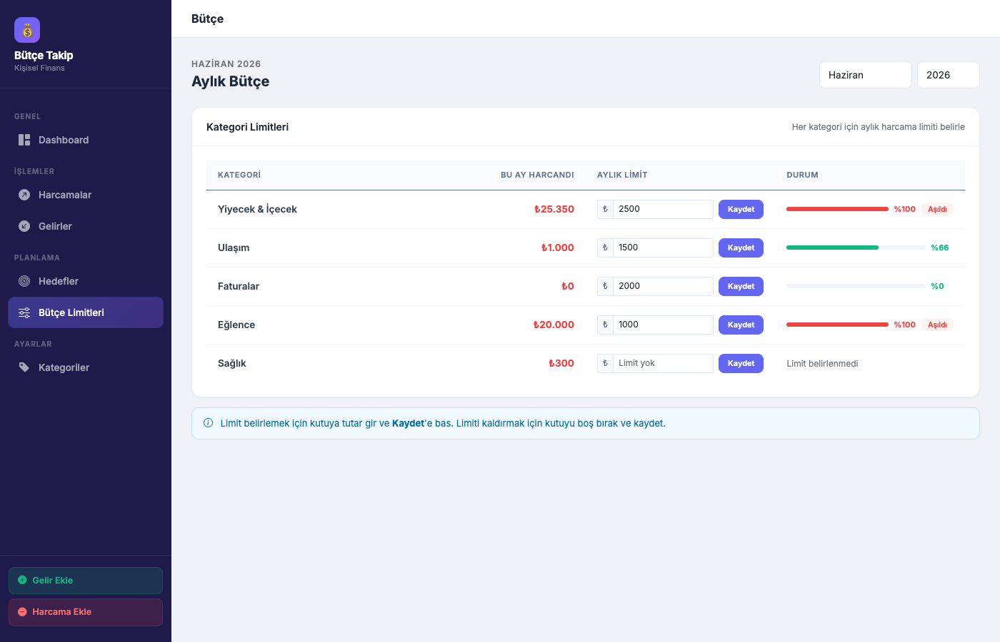 Bütçe Takip
Kişisel Finans
GENEL
Dashboard
İŞLEMLER
Harcamalar
Gelirler
PLANLAMA
Hedefler
Bütçe Limitleri
AYARLAR
Kategoriler
Gelir Ekle
Harcama Ekle
Bütçe
HAZİRAN 2026
Aylık Bütçe
Haziran 2026
Kategori Limitleri Her kategori için aylık harcama limiti belirle
KATEGORİ BU AY HARCANDI AYLIK LİMİT DURUM
Yiyecek & İçecek ₺25.350 ₺ 2500 Kaydet %100 Aşıldı
Ulaşım ₺1.000 ₺ 1500 Kaydet %66
Faturalar ₺0 ₺ 2000 Kaydet %0
Eğlence ₺20.000 ₺ 1000 Kaydet %100 Aşıldı
Sağlık ₺300 ₺ Limit yok Kaydet Limit belirlenmedi
Limit belirlemek için kutuya tutar gir ve Kaydet'e bas. Limiti kaldırmak için kutuyu boş bırak ve kaydet.